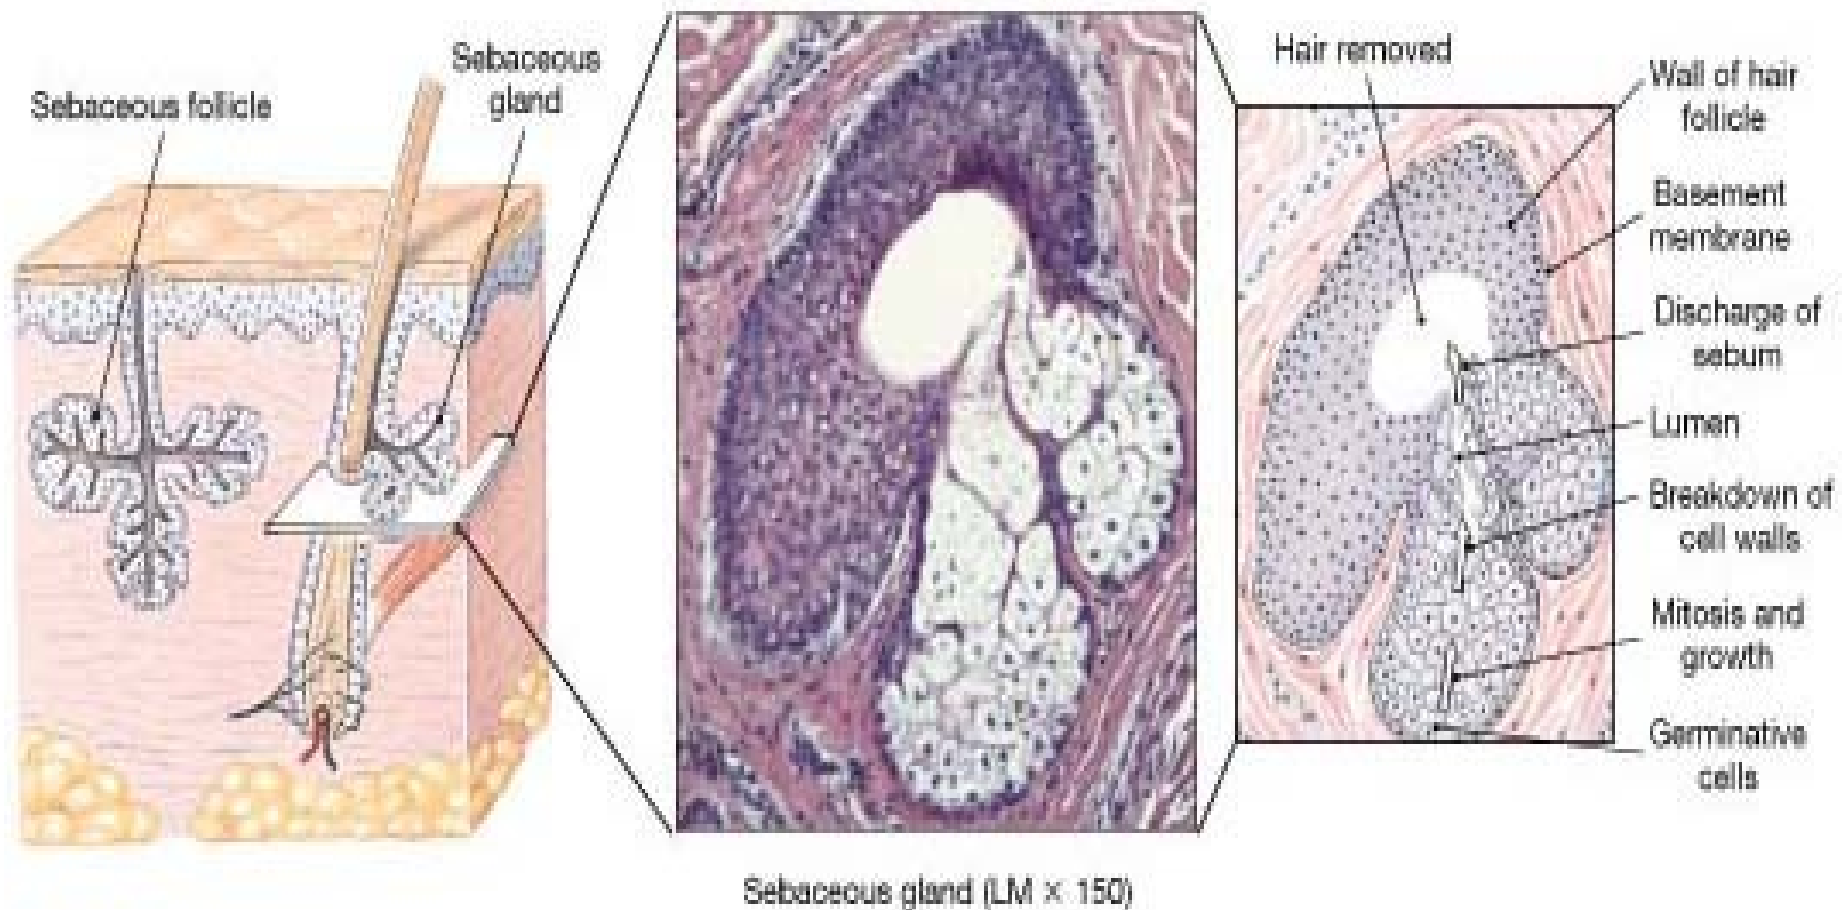 Sebaceous follicle
Sebaceous
gland
Hair removed
Wall of hair
follicle
Basement
membrane
Discharge of
sebum
Lumen
Breakdown of
cell walls
Mitosis and
growth
Germinative
cells
Sebaceous gland (LM × 150)